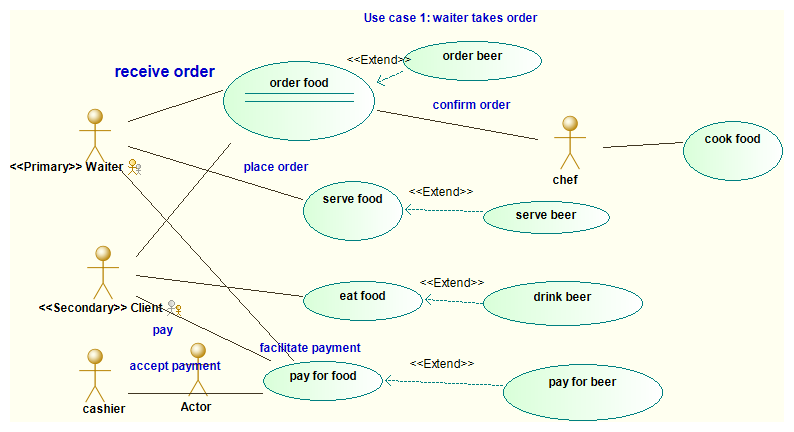 Use case 1: waiter takes order
order beer
<<Extend>>
receive order
order food
confirm order
cook food
<<Primary>> Waiter
chef
place order
<<Extend>>
serve food
serve beer
<<Extend>>
eat food
drink beer
<<Secondary>> Client
pay
facilitate payment
accept payment
<<Extend>>
pay for food
pay for beer
cashier
Actor